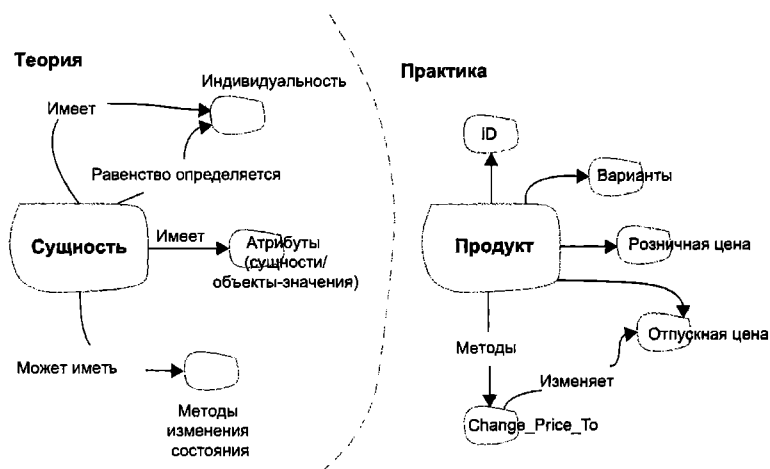 Теория
Индивидуальность
Имеет
Равенство определяется
Сущность
Имеет
Атрибуты
(сущности/
объекты-значения)
Может иметь
Методы
изменения
состояния
Практика
ID
Варианты
Продукт
Розничная цена
Отпускная цена
Методы
Изменяет
Change_Price_To